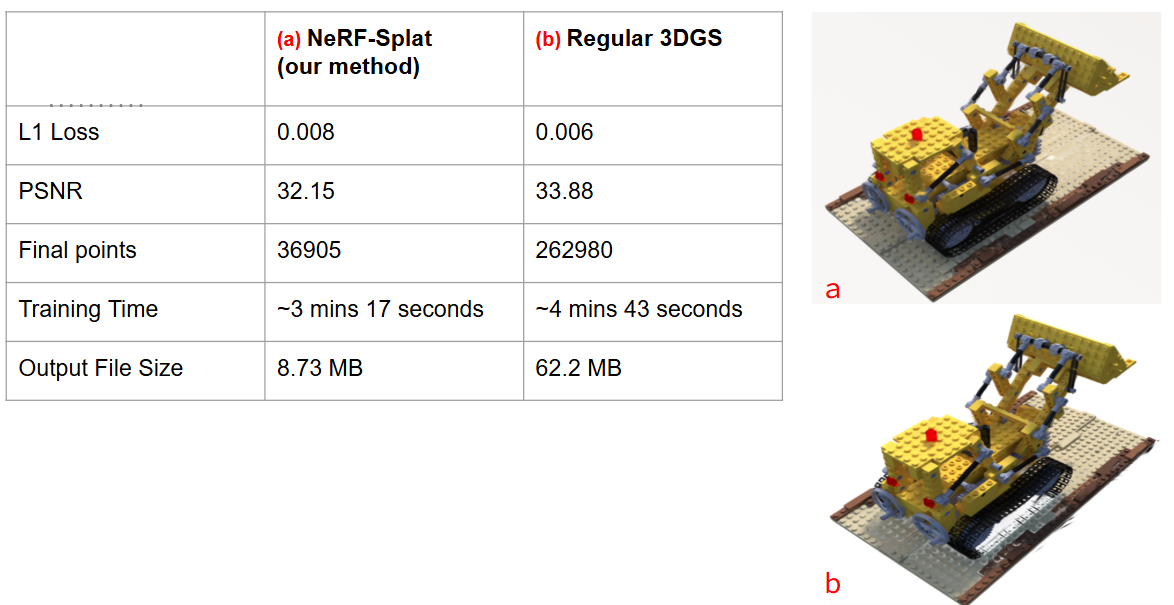 (a) NeRF-Splat
(our method)
(b) Regular 3DGS
L1 Loss
0.008
0.006
PSNR
32.15
33.88
Final points
36905
262980
Training Time
~3 mins 17 seconds
~4 mins 43 seconds
Output File Size
8.73 MB
62.2 MB
a
b